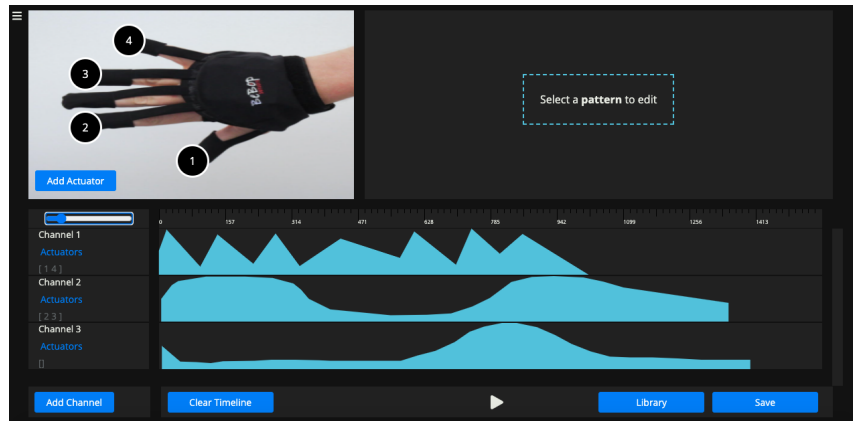 4
3
2
1
BEBOP
Add Actuator
Select a pattern to edit
0 157 314 471 628 785 942 1099 1256 1413
Channel 1
Actuators
[ 1 4 ]
Channel 2
Actuators
[ 2 3 ]
Channel 3
Actuators
[]
Add Channel
Clear Timeline
Library
Save